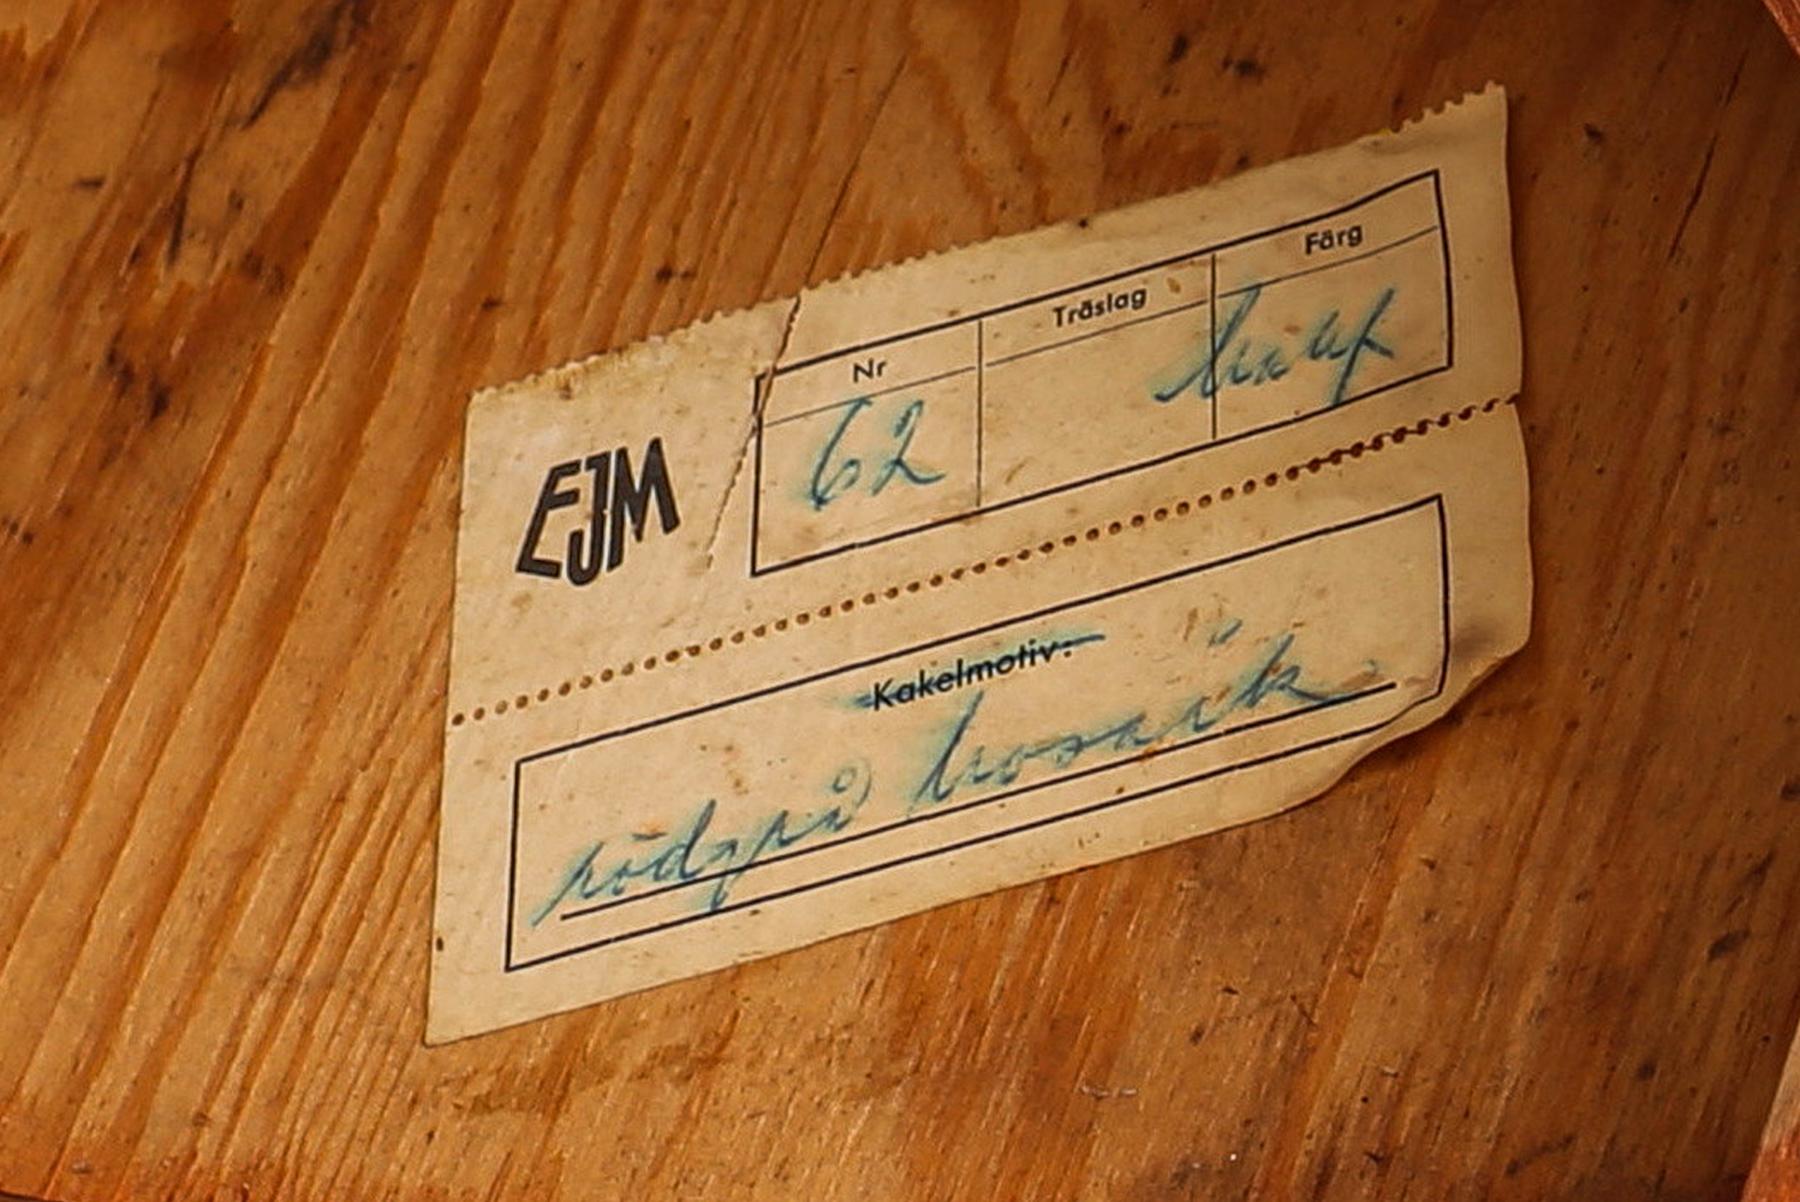 EJM
Nr Träslag Färg
62
Kakelmotiv:
rödgrå mosaik